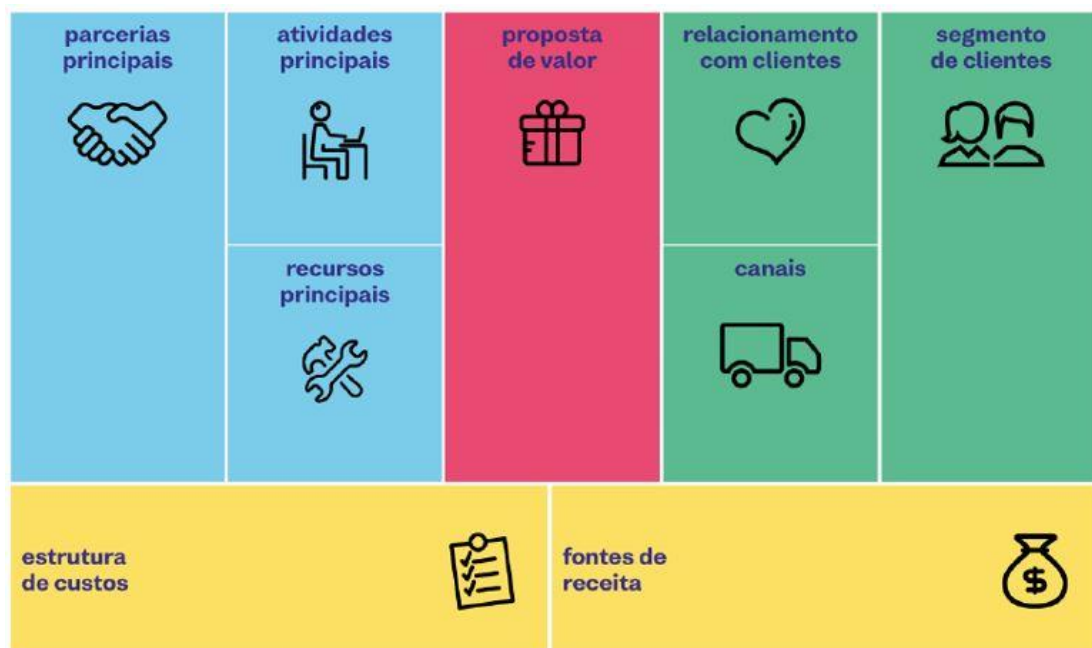 parcerias
principais
atividades
principais
proposta
de valor
relacionamento
com clientes
segmento
de clientes
recursos
principais
canais
estrutura
de custos
fontes de
receita
$